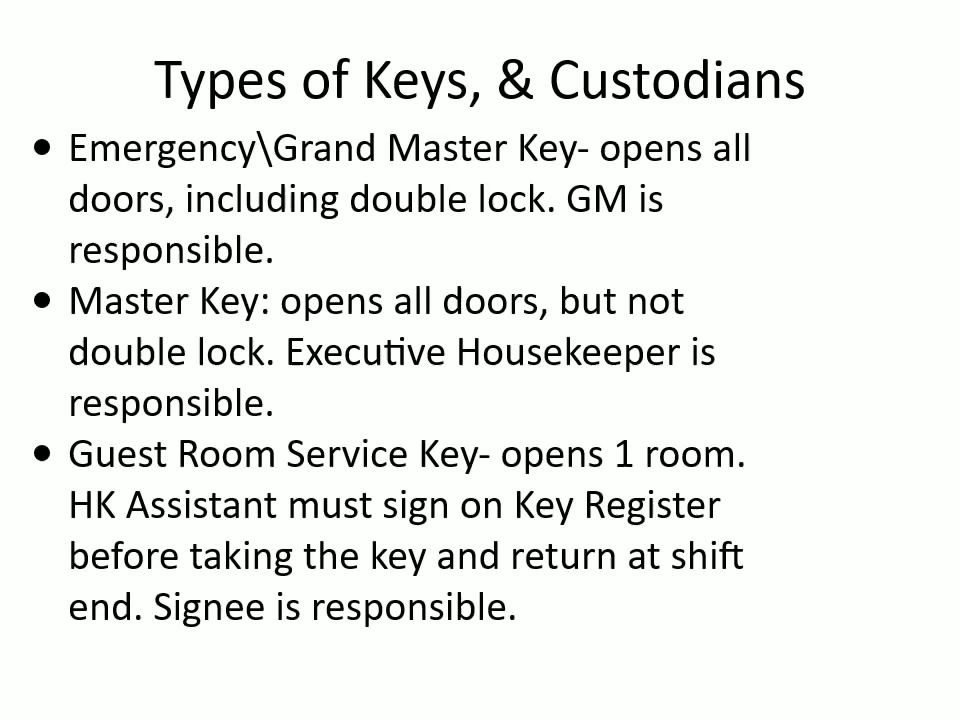 Types of Keys, & Custodians
• Emergency\Grand Master Key- opens all
doors, including double lock. GM is
responsible.
• Master Key: opens all doors, but not
double lock. Executive Housekeeper is
responsible.
• Guest Room Service Key- opens 1 room.
HK Assistant must sign on Key Register
before taking the key and return at shift
end. Signee is responsible.